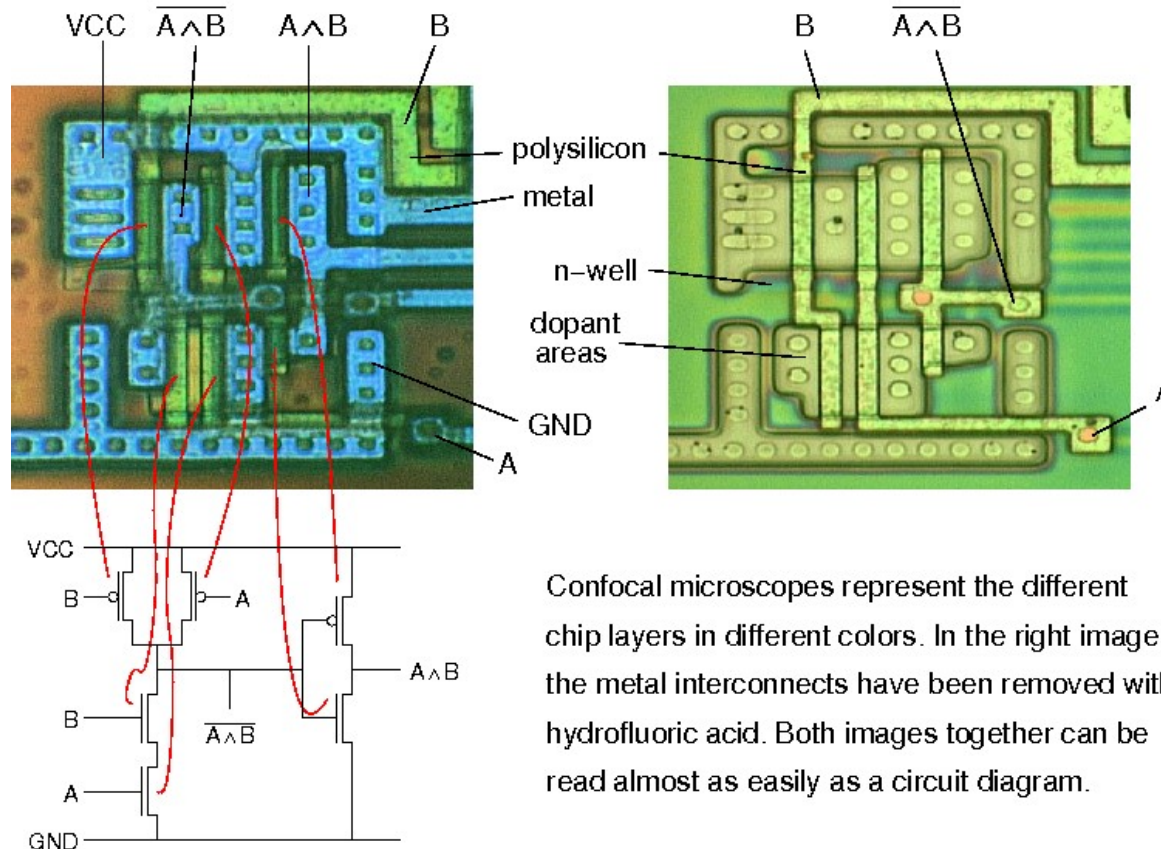 VCC
A∧B
A∧B
B
B
A∧B
polysilicon
metal
n-well
dopant
areas
GND
A
A
VCC
B
A
B
A∧B
A∧B
A
GND
Confocal microscopes represent the different
chip layers in different colors. In the right image
the metal interconnects have been removed with
hydrofluoric acid. Both images together can be
read almost as easily as a circuit diagram.